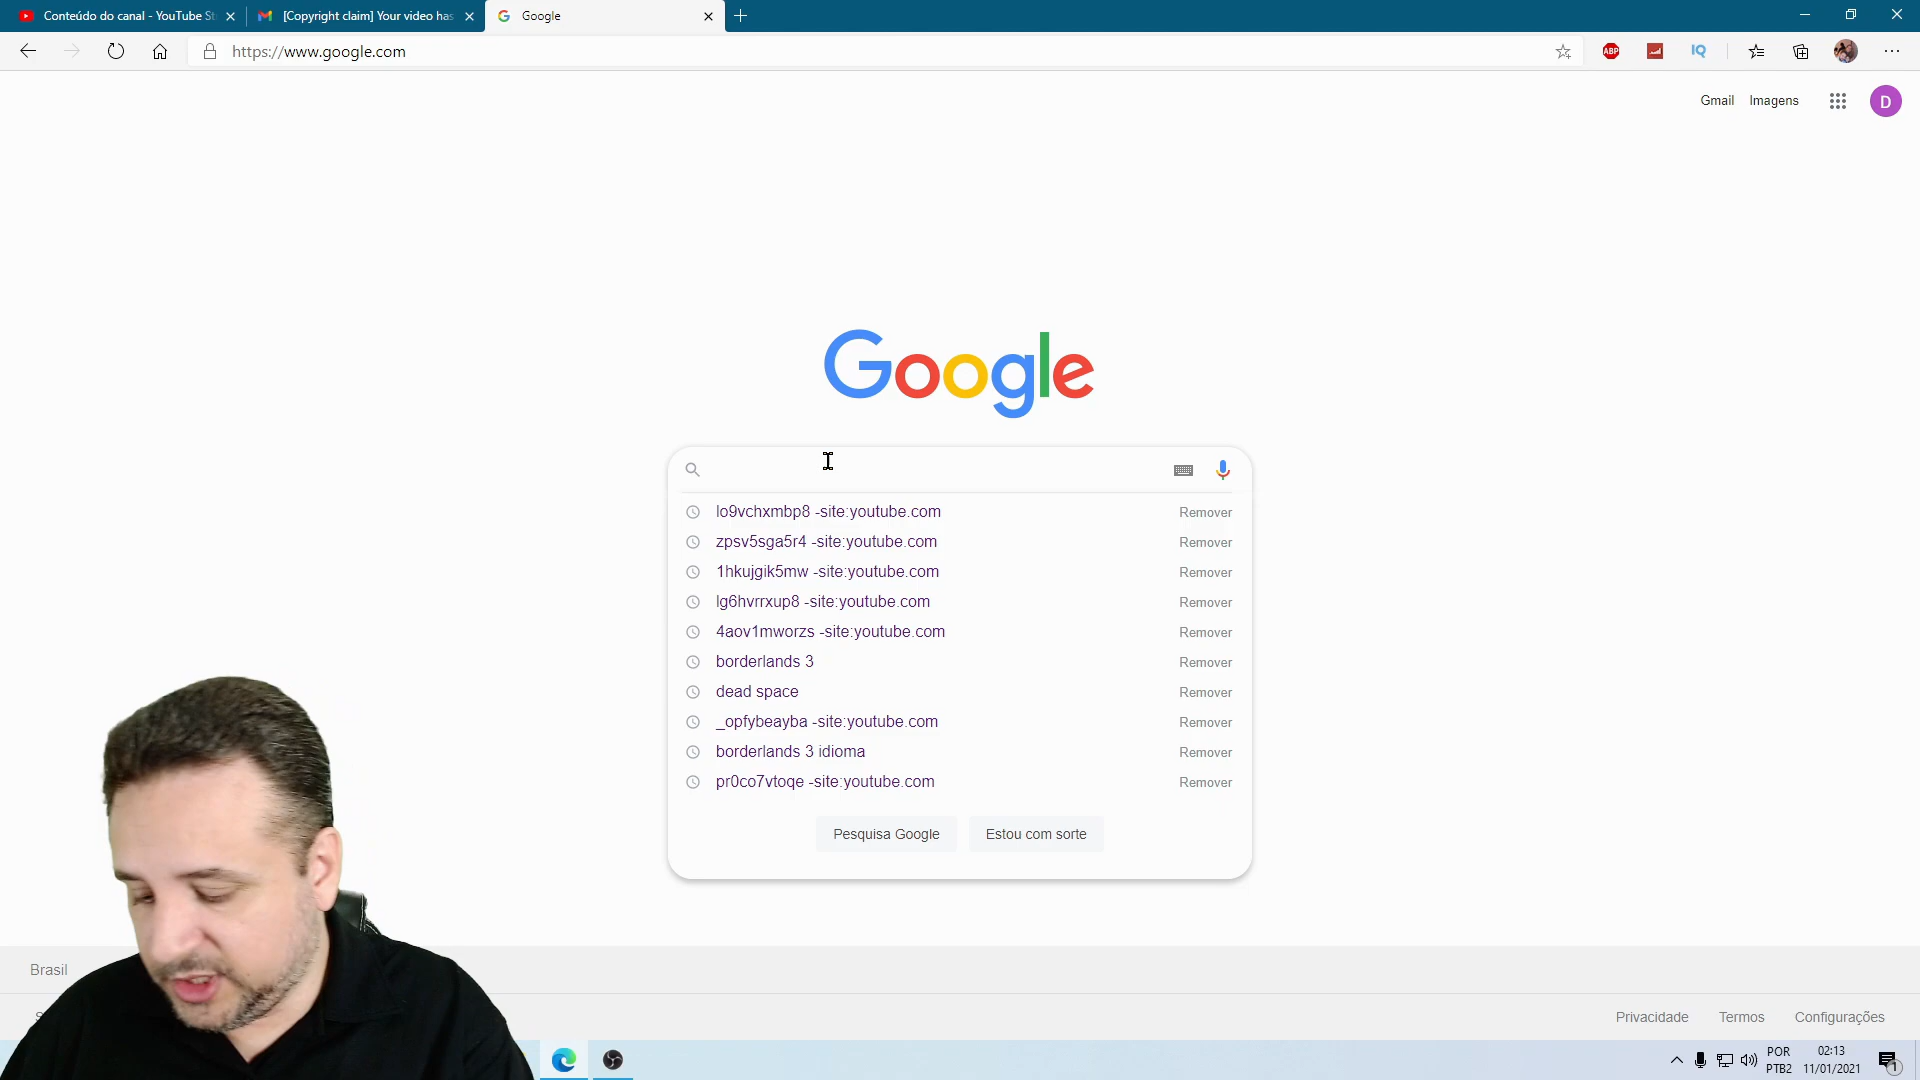 Conteúdo do canal - YouTube St
[Copyright claim] Your video has
Google
https://www.google.com
ABP
IQ
Gmail
Imagens
D
Google
lo9vchxmbp8 -site:youtube.com
Remover
zpsv5sga5r4 -site:youtube.com
Remover
1hkujgik5mw -site:youtube.com
Remover
lg6hvrrxup8 -site:youtube.com
Remover
4aov1mworzs -site:youtube.com
Remover
borderlands 3
Remover
dead space
Remover
_opfybeayba -site:youtube.com
Remover
borderlands 3 idioma
Remover
pr0co7vtoqe -site:youtube.com
Remover
Pesquisa Google
Estou com sorte
Brasil
Privacidade
Termos
Configurações
POR
PTB2
02:13
11/01/2021
1